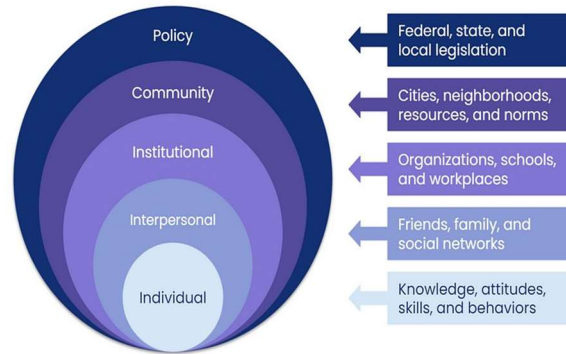 Policy
Federal, state, and
local legislation
Community
Cities, neighborhoods,
resources, and norms
Institutional
Organizations, schools,
and workplaces
Interpersonal
Friends, family, and
social networks
Individual
Knowledge, attitudes,
skills, and behaviors